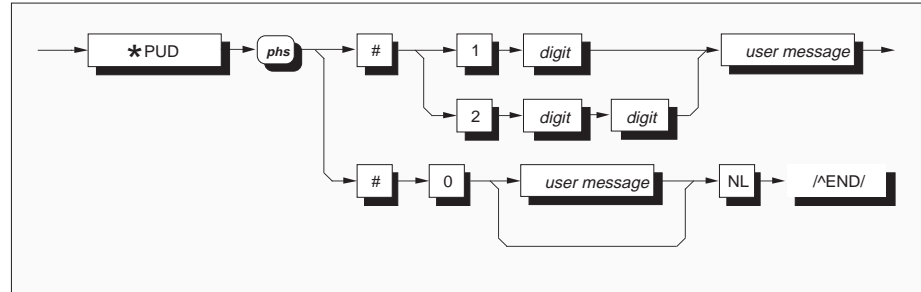 *PUD phs # 1 digit user message
2 digit digit
# 0 user message NL /^END/